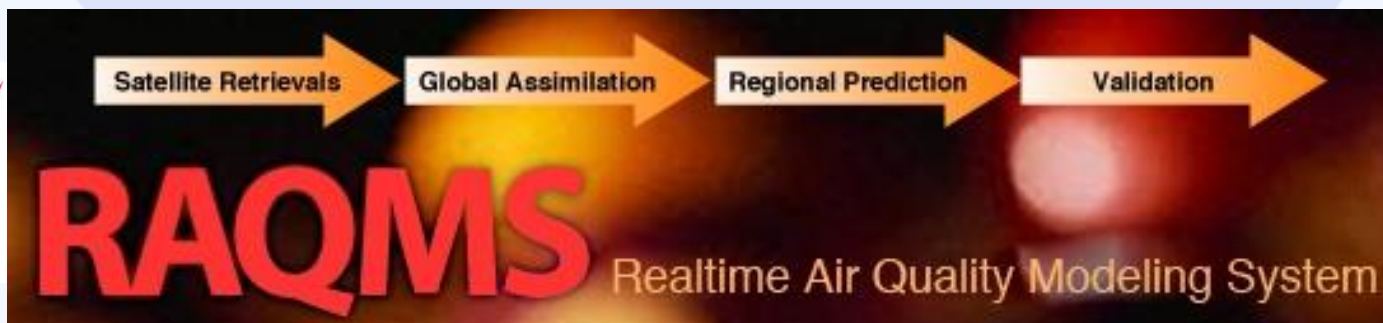 Satellite Retrievals
Global Assimilation
Regional Prediction
Validation
RAQMS
Realtime Air Quality Modeling System